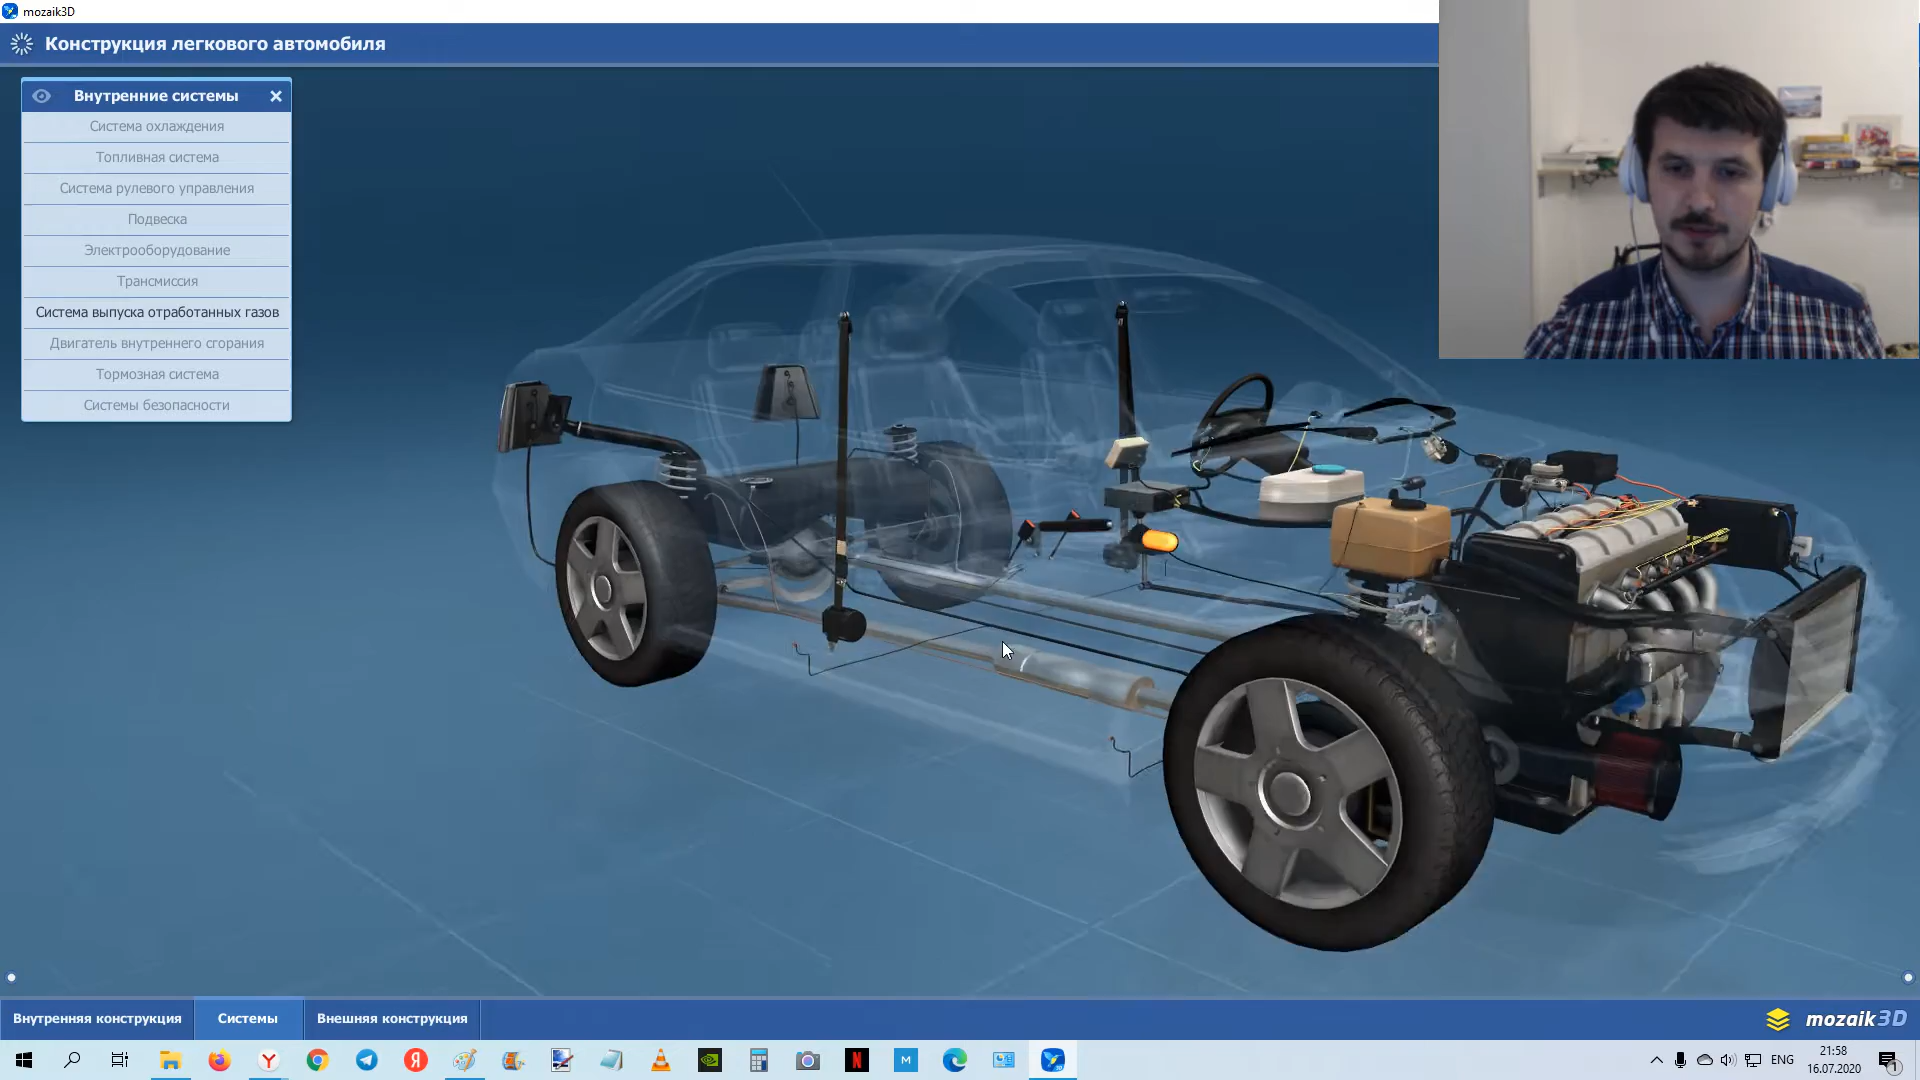 mozaik3D
Конструкция легкового автомобиля
Внутренние системы
Система охлаждения
Топливная система
Система рулевого управления
Подвеска
Электрооборудование
Трансмиссия
Система выпуска отработанных газов
Двигатель внутреннего сгорания
Тормозная система
Системы безопасности
Внутренняя конструкция
Системы
Внешняя конструкция
mozaik3D
ENG
21:58
16.07.2020